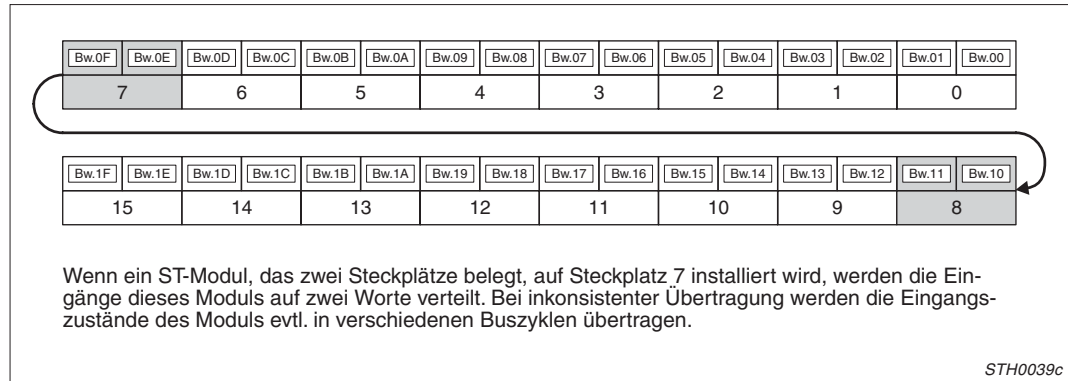 Bw.0F Bw.0E Bw.0D Bw.0C Bw.0B Bw.0A Bw.09 Bw.08 Bw.07 Bw.06 Bw.05 Bw.04 Bw.03 Bw.02 Bw.01 Bw.00
7 6 5 4 3 2 1 0
Bw.1F Bw.1E Bw.1D Bw.1C Bw.1B Bw.1A Bw.19 Bw.18 Bw.17 Bw.16 Bw.15 Bw.14 Bw.13 Bw.12 Bw.11 Bw.10
15 14 13 12 11 10 9 8
Wenn ein ST-Modul, das zwei Steckplätze belegt, auf Steckplatz 7 installiert wird, werden die Ein-
gänge dieses Moduls auf zwei Worte verteilt. Bei inkonsistenter Übertragung werden die Eingangs-
zustände des Moduls evtl. in verschiedenen Buszyklen übertragen.
STH0039c